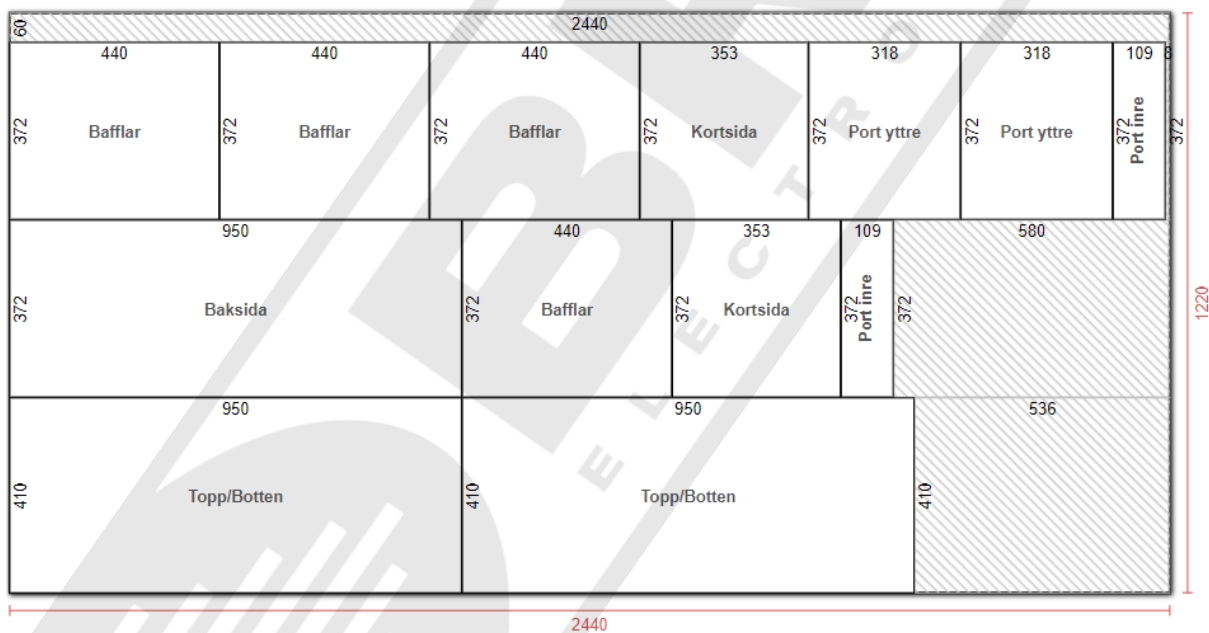 60 2440
440 440 440 353 318 318 109 8
372 Bafflar 372 Bafflar 372 Bafflar 372 Kortsida 372 Port yttre 372 Port yttre 372 Port inre 372
950 440 353 109 580
372 Baksida 372 Bafflar 372 Kortsida 372 Port inre 372
1220
950 950 536
410 Topp/Botten 410 Topp/Botten 410
2440
ELECTRO